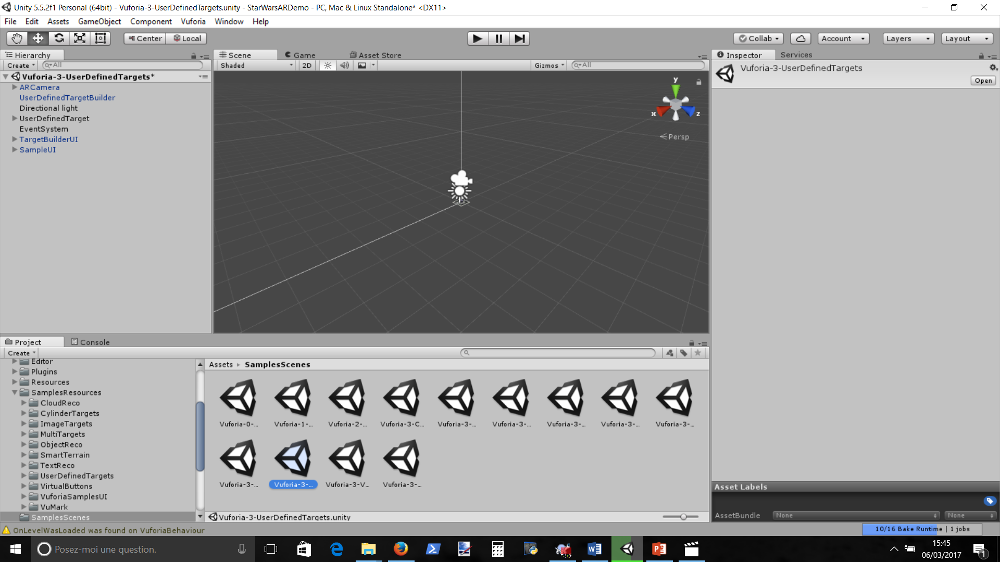 Unity 5.5.2f1 Personal (64bit) - Vuforia-3-UserDefinedTargets.unity - StarWarsARDemo - PC, Mac & Linux Standalone* <DX11>
File Edit Assets GameObject Component Vuforia Window Help
Center Local Collab Account Layers Layout
Hierarchy
Create All
Vuforia-3-UserDefinedTargets*
ARCamera
UserDefinedTargetBuilder
Directional light
UserDefinedTarget
EventSystem
TargetBuilderUI
SampleUI
Scene Game Asset Store
Shaded 2D Gizmos All
y
x z
Persp
Inspector Services
Vuforia-3-UserDefinedTargets
Open
Project Console
Create
Editor
Plugins
Resources
SamplesResources
CloudReco
CylinderTargets
ImageTargets
MultiTargets
ObjectReco
SmartTerrain
TextReco
UserDefinedTargets
VirtualButtons
VuforiaSamplesUI
VuMark
SamplesScenes
Assets SamplesScenes
Vuforia-0-... Vuforia-1-... Vuforia-2-... Vuforia-3-C... Vuforia-3-... Vuforia-3-... Vuforia-3-... Vuforia-3-... Vuforia-3-...
Vuforia-3-... Vuforia-3-... Vuforia-3-V... Vuforia-3-...
Vuforia-3-UserDefinedTargets.unity
Asset Labels
AssetBundle None None
OnLevelWasLoaded was found on VuforiaBehaviour
10/16 Bake Runtime | 1 jobs
Posez-moi une question.
15:45
06/03/2017
1